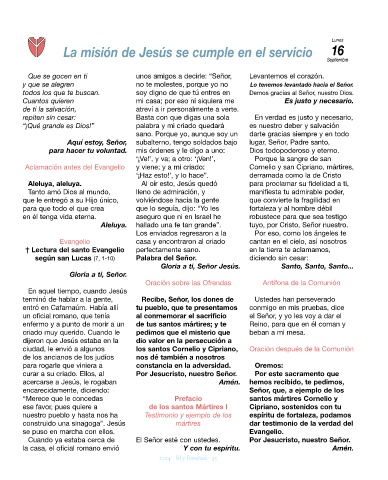 La misión de Jesús se cumple en el servicio
Lunes
16
Septiembre
Que se gocen en ti
y que se alegren
todos los que te buscan.
Cuantos quieren
de ti la salvación,
repiten sin cesar:
"¡Qué grande es Dios!"
Aquí estoy, Señor,
para hacer tu voluntad.
Aclamación antes del Evangelio
Aleluya, aleluya.
Tanto amó Dios al mundo,
que le entregó a su Hijo único,
para que todo el que crea
en él tenga vida eterna.
Aleluya.
Evangelio
† Lectura del santo Evangelio
según san Lucas (7, 1-10)
Gloria a ti, Señor.
En aquel tiempo, cuando Jesús
terminó de hablar a la gente,
entró en Cafarnaúm. Había allí
un oficial romano, que tenía
enfermo y a punto de morir a un
criado muy querido. Cuando le
dijeron que Jesús estaba en la
ciudad, le envió a algunos
de los ancianos de los judíos
para rogarle que viniera a
curar a su criado. Ellos, al
acercarse a Jesús, le rogaban
encarecidamente, diciendo:
"Merece que le concedas
ese favor, pues quiere a
nuestro pueblo y hasta nos ha
construido una sinagoga". Jesús
se puso en marcha con ellos.
Cuando ya estaba cerca de
la casa, el oficial romano envió
unos amigos a decirle: "Señor,
no te molestes, porque yo no
soy digno de que tú entres en
mi casa; por eso ni siquiera me
atreví a ir personalmente a verte.
Basta con que digas una sola
palabra y mi criado quedará
sano. Porque yo, aunque soy un
subalterno, tengo soldados bajo
mis órdenes y le digo a uno:
'¡Ve!', y va; a otro: '¡Ven!',
y viene; y a mi criado:
'¡Haz esto!', y lo hace".
Al oír esto, Jesús quedó
lleno de admiración, y
volviéndose hacia la gente
que lo seguía, dijo: "Yo les
aseguro que ni en Israel he
hallado una fe tan grande".
Los enviados regresaron a la
casa y encontraron al criado
perfectamente sano.
Palabra del Señor.
Gloria a ti, Señor Jesús.
Oración sobre las Ofrendas
Recibe, Señor, los dones de
tu pueblo, que te presentamos
al conmemorar el sacrificio
de tus santos mártires; y te
pedimos que el misterio que
dio valor en la persecución a
los santos Cornelio y Cipriano,
nos dé también a nosotros
constancia en la adversidad.
Por Jesucristo, nuestro Señor.
Amén.
Prefacio
de los santos Mártires I
Testimonio y ejemplo de los
mártires
El Señor esté con ustedes.
Y con tu espíritu.
Levantemos el corazón.
Lo tenemos levantado hacia el Señor.
Demos gracias al Señor, nuestro Dios.
Es justo y necesario.
En verdad es justo y necesario,
es nuestro deber y salvación
darte gracias siempre y en todo
lugar, Señor, Padre santo,
Dios todopoderoso y eterno.
Porque la sangre de san
Cornelio y san Cipriano, mártires,
derramada como la de Cristo
para proclamar su fidelidad a ti,
manifiesta tu admirable poder,
que convierte la fragilidad en
fortaleza y al hombre débil
robustece para que sea testigo
tuyo, por Cristo, Señor nuestro.
Por eso, como los ángeles te
cantan en el cielo, así nosotros
en la tierra te aclamamos,
diciendo sin cesar:
Santo, Santo, Santo...
Antífona de la Comunión
Ustedes han perseverado
conmigo en mis pruebas, dice
el Señor, y yo les voy a dar el
Reino, para que en él coman y
beban a mi mesa.
Oración después de la Comunión
Oremos:
Por este sacramento que
hemos recibido, te pedimos,
Señor, que, a ejemplo de los
santos mártires Cornelio y
Cipriano, sostenidos con tu
espíritu de fortaleza, podamos
dar testimonio de la verdad del
Evangelio.
Por Jesucristo, nuestro Señor.
Amén.